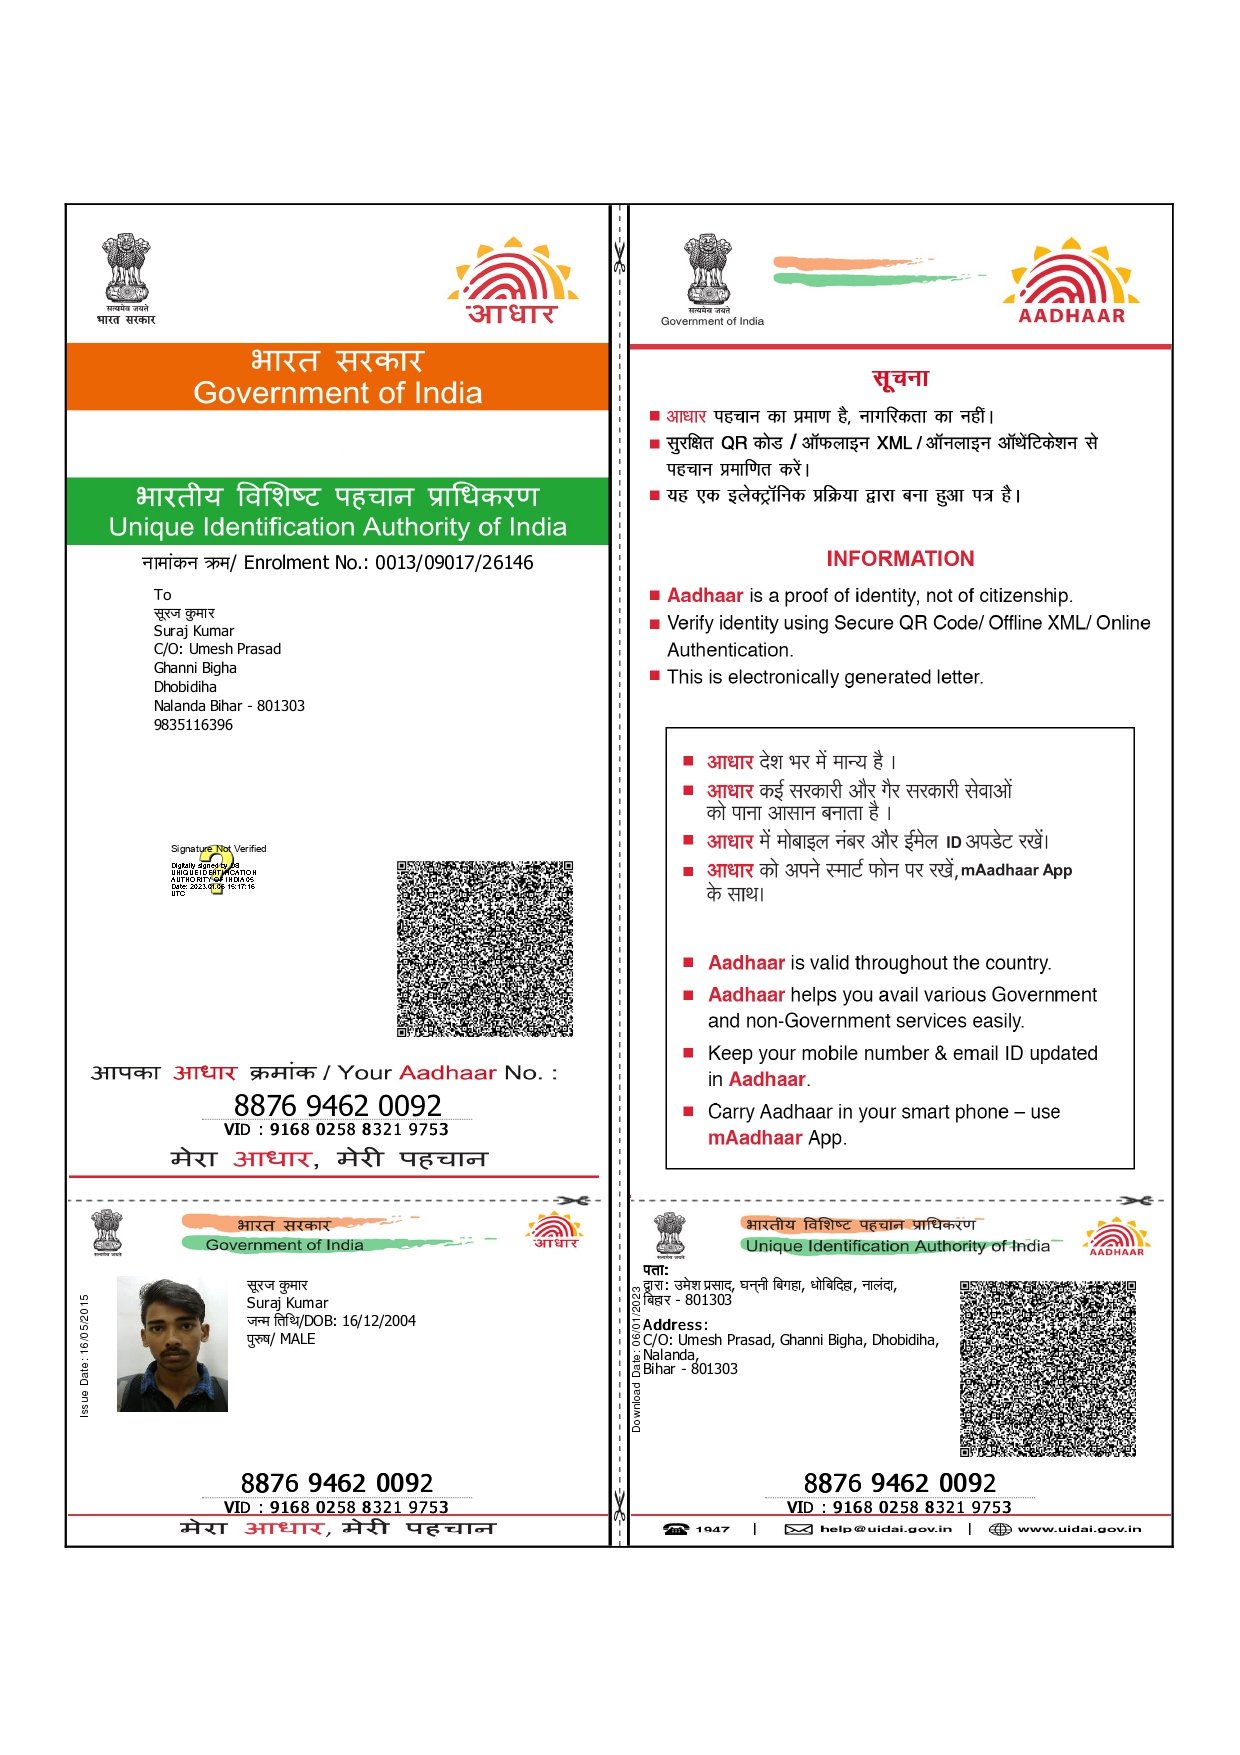 सत्यमेव जयते
भारत सरकार
आधार
भारत सरकार
Government of India
भारतीय विशिष्ट पहचान प्राधिकरण
Unique Identification Authority of India
नामांकन क्रम/ Enrolment No.: 0013/09017/26146
To
सूरज कुमार
Suraj Kumar
C/O: Umesh Prasad
Ghanni Bigha
Dhobidiha
Nalanda Bihar - 801303
9835116396
Signature Not Verified
Digitally signed by DS
UNIQUE IDENTIFICATION
AUTHORITY OF INDIA 05
Date: 2023.01.06 15:17:16
UTC
आपका आधार क्रमांक / Your Aadhaar No. :
8876 9462 0092
VID : 9168 0258 8321 9753
मेरा आधार, मेरी पहचान
सत्यमेव जयते
Government of India
AADHAAR
सूचना
आधार पहचान का प्रमाण है, नागरिकता का नहीं।
सुरक्षित QR कोड / ऑफलाइन XML / ऑनलाइन ऑथेंटिकेशन से
पहचान प्रमाणित करें।
यह एक इलेक्ट्रॉनिक प्रक्रिया द्वारा बना हुआ पत्र है।
INFORMATION
Aadhaar is a proof of identity, not of citizenship.
Verify identity using Secure QR Code/ Offline XML/ Online
Authentication.
This is electronically generated letter.
आधार देश भर में मान्य है ।
आधार कई सरकारी और गैर सरकारी सेवाओं
को पाना आसान बनाता है ।
आधार में मोबाइल नंबर और ईमेल ID अपडेट रखें।
आधार को अपने स्मार्ट फोन पर रखें, mAadhaar App
के साथ।
Aadhaar is valid throughout the country.
Aadhaar helps you avail various Government
and non-Government services easily.
Keep your mobile number & email ID updated
in Aadhaar.
Carry Aadhaar in your smart phone – use
mAadhaar App.
सत्यमेव जयते
भारत सरकार
Government of India
आधार
Issue Date: 16/05/2015
सूरज कुमार
Suraj Kumar
जन्म तिथि/DOB: 16/12/2004
पुरुष/ MALE
8876 9462 0092
VID : 9168 0258 8321 9753
मेरा आधार, मेरी पहचान
सत्यमेव जयते
भारतीय विशिष्ट पहचान प्राधिकरण
Unique Identification Authority of India
AADHAAR
Download Date: 06/01/2023
पता:
द्वारा: उमेश प्रसाद, घन्नी बिगहा, धोबिदिहा, नालंदा,
बिहार - 801303
Address:
C/O: Umesh Prasad, Ghanni Bigha, Dhobidiha,
Nalanda,
Bihar - 801303
8876 9462 0092
VID : 9168 0258 8321 9753
1947 | help@uidai.gov.in | www.uidai.gov.in